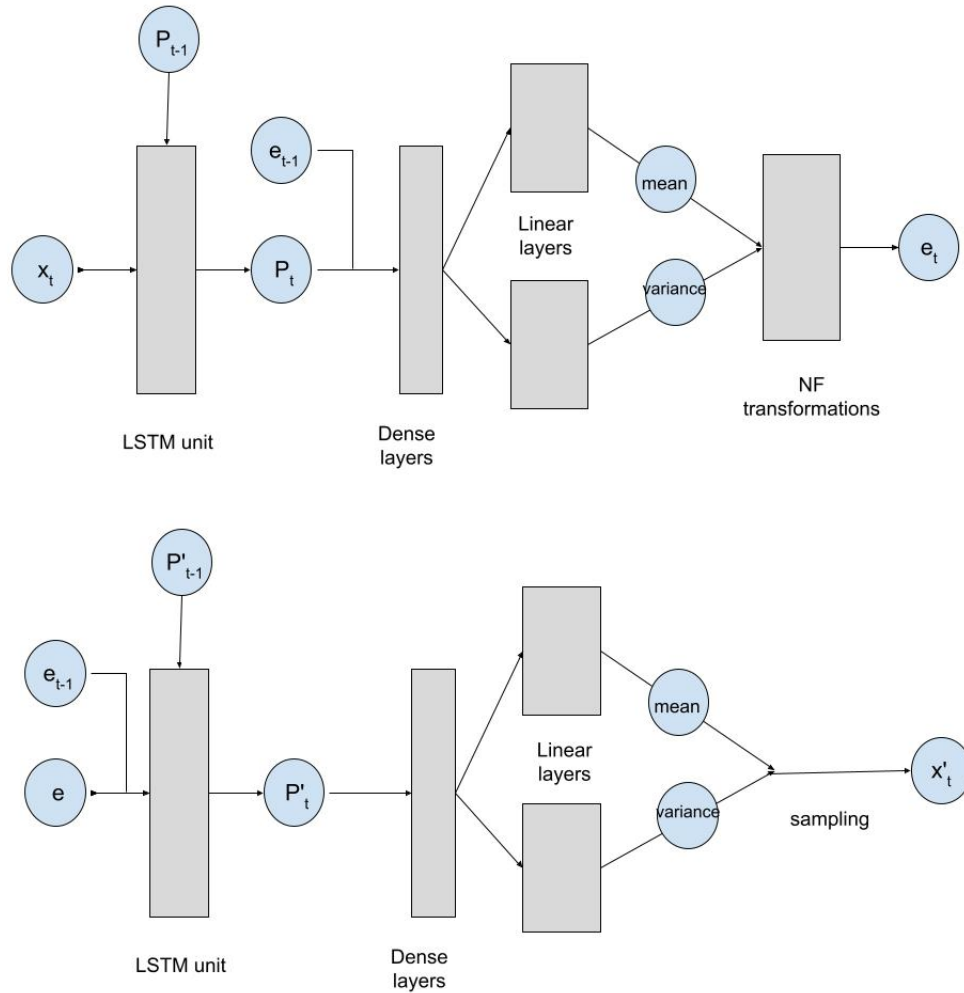 P_{t-1}
e_{t-1}
x_t
P_t
mean
variance
e_t
Linear
layers
NF
transformations
LSTM unit
Dense
layers
P'_{t-1}
e_{t-1}
e
P'_t
mean
variance
x'_t
Linear
layers
sampling
LSTM unit
Dense
layers